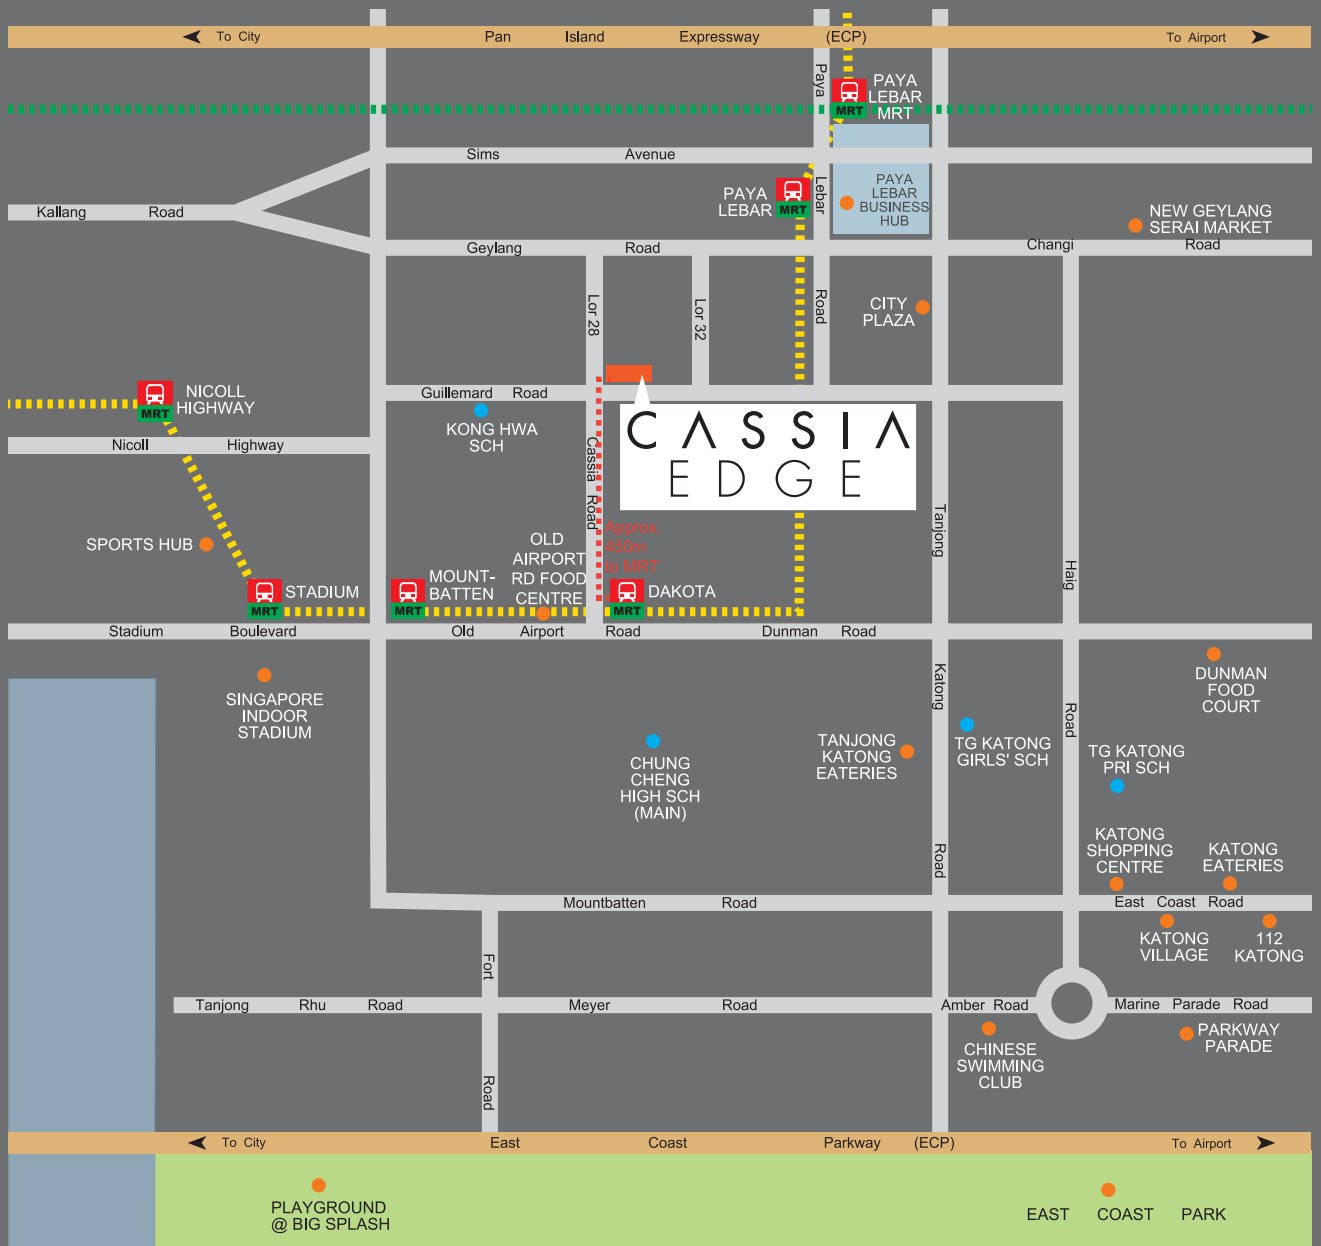 To City
Pan Island Expressway (ECP)
To Airport
Paya Lebar Road
PAYA
LEBAR
MRT
MRT
Sims Avenue
PAYA
LEBAR
MRT
PAYA
LEBAR
BUSINESS
HUB
Kallang Road
NEW GEYLANG
SERAI MARKET
Geylang Road
Changi Road
Lor 28
Lor 32
CITY
PLAZA
NICOLL
HIGHWAY
MRT
Guillemard Road
KONG HWA
SCH
CASSIA
EDGE
Nicoll Highway
Cassia Road
Approx.
450m
to MRT
Tanjong Katong Road
SPORTS HUB
OLD
AIRPORT
RD FOOD
CENTRE
Haig Road
STADIUM
MRT
MOUNT-
BATTEN
MRT
DAKOTA
MRT
Stadium Boulevard
Old Airport Road
Dunman Road
SINGAPORE
INDOOR
STADIUM
DUNMAN
FOOD
COURT
CHUNG
CHENG
HIGH SCH
(MAIN)
TANJONG
KATONG
EATERIES
TG KATONG
GIRLS' SCH
TG KATONG
PRI SCH
KATONG
SHOPPING
CENTRE
KATONG
EATERIES
Mountbatten Road
East Coast Road
KATONG
VILLAGE
112
KATONG
Fort Road
Tanjong Rhu Road
Meyer Road
Amber Road
Marine Parade Road
CHINESE
SWIMMING
CLUB
PARKWAY
PARADE
To City
East Coast Parkway (ECP)
To Airport
PLAYGROUND
@ BIG SPLASH
EAST COAST PARK